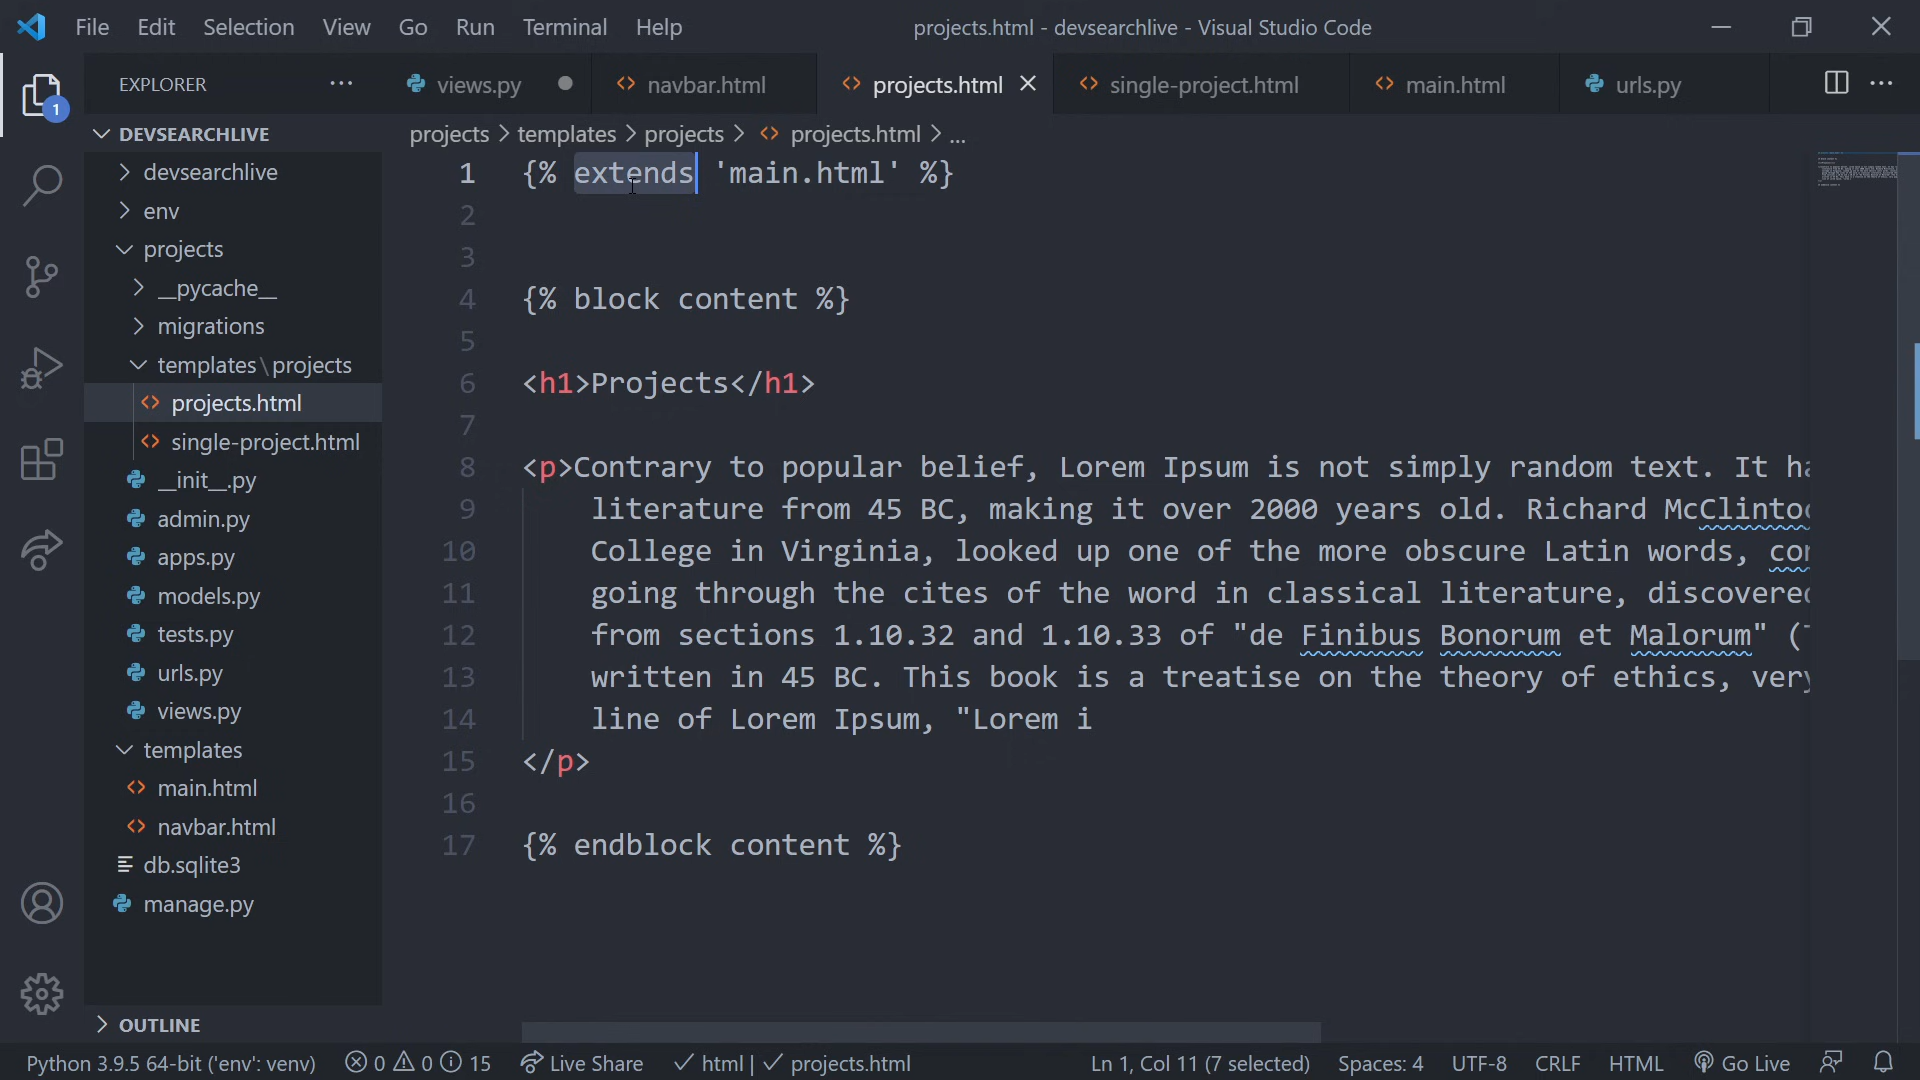 File Edit Selection View Go Run Terminal Help projects.html - devsearchlive - Visual Studio Code
EXPLORER ...
views.py navbar.html projects.html single-project.html main.html urls.py ...
1
DEVSEARCHLIVE
projects > templates > projects > projects.html > ...
devsearchlive
env
projects
__pycache__
migrations
templates\projects
projects.html
single-project.html
__init__.py
admin.py
apps.py
models.py
tests.py
urls.py
views.py
templates
main.html
navbar.html
db.sqlite3
manage.py
OUTLINE
1 {% extends 'main.html' %}
2
3
4 {% block content %}
5
6 <h1>Projects</h1>
7
8 <p>Contrary to popular belief, Lorem Ipsum is not simply random text. It ha
9 literature from 45 BC, making it over 2000 years old. Richard McClintoc
10 College in Virginia, looked up one of the more obscure Latin words, con
11 going through the cites of the word in classical literature, discovered
12 from sections 1.10.32 and 1.10.33 of "de Finibus Bonorum et Malorum" (
13 written in 45 BC. This book is a treatise on the theory of ethics, very
14 line of Lorem Ipsum, "Lorem i
15 </p>
16
17 {% endblock content %}
Python 3.9.5 64-bit ('env': venv) 0 0 15 Live Share html | projects.html Ln 1, Col 11 (7 selected) Spaces: 4 UTF-8 CRLF HTML Go Live